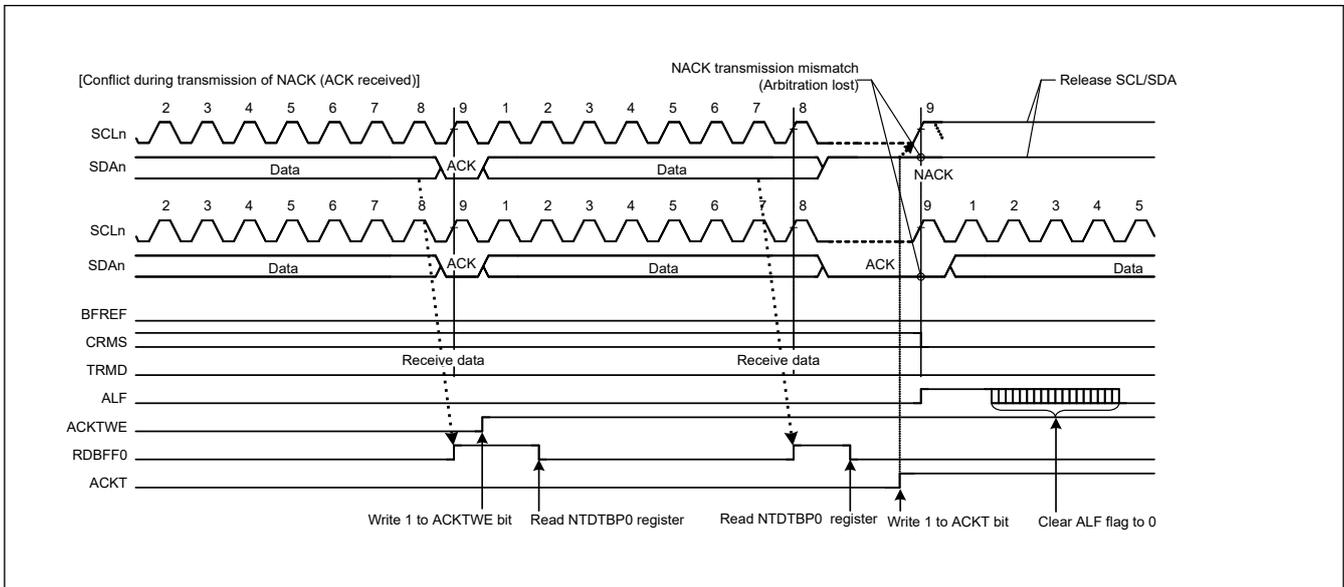 [Conflict during transmission of NACK (ACK received)]
NACK transmission mismatch
(Arbitration lost)
Release SCL/SDA
2 3 4 5 6 7 8 9 1 2 3 4 5 6 7 8 9
SCLn
SDAn
Data
ACK
Data
NACK
2 3 4 5 6 7 8 9 1 2 3 4 5 6 7 8 9 1 2 3 4 5
SCLn
SDAn
Data
ACK
Data
ACK
Data
BFREF
CRMS
Receive data
Receive data
TRMD
ALF
ACKTWE
RDBFF0
ACKT
Write 1 to ACKTWE bit
Read NTDTBP0 register
Read NTDTBP0 register
Write 1 to ACKT bit
Clear ALF flag to 0